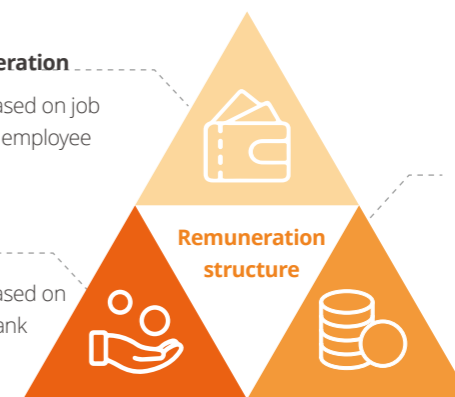 eration
ased on job
employee
Remuneration
structure
ased on
ank